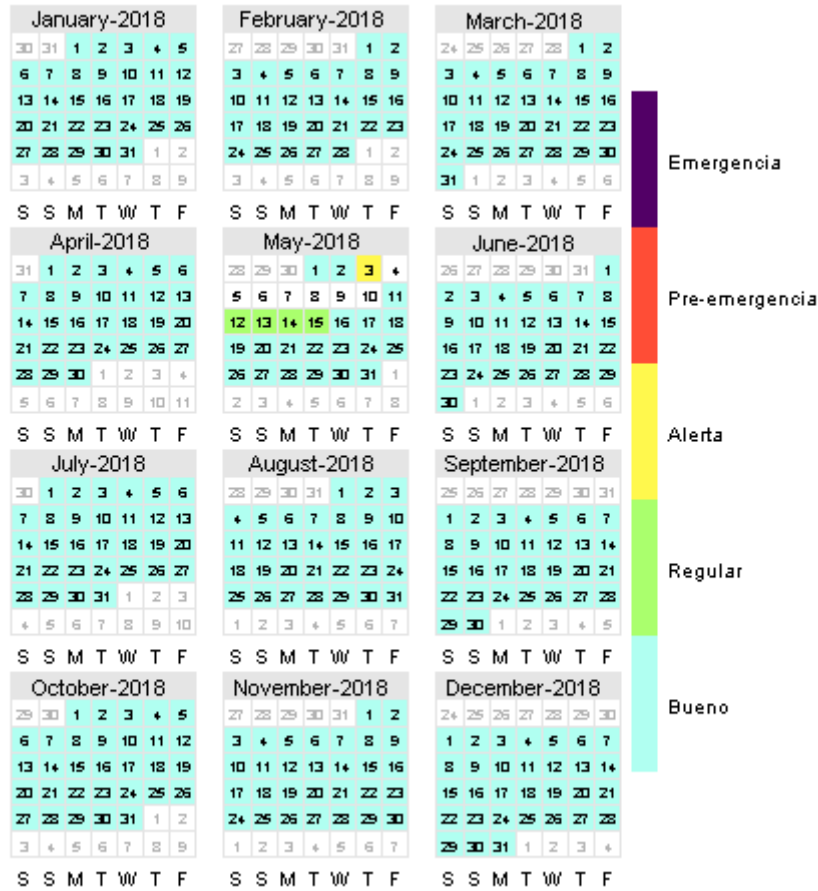 January-2018
30 31 1 2 3 4 5
6 7 8 9 10 11 12
13 14 15 16 17 18 19
20 21 22 23 24 25 26
27 28 29 30 31 1 2
3 4 5 6 7 8 9
S S M T W T F
February-2018
27 28 29 30 31 1 2
3 4 5 6 7 8 9
10 11 12 13 14 15 16
17 18 19 20 21 22 23
24 25 26 27 28 1 2
3 4 5 6 7 8 9
S S M T W T F
March-2018
24 25 26 27 28 1 2
3 4 5 6 7 8 9
10 11 12 13 14 15 16
17 18 19 20 21 22 23
24 25 26 27 28 29 30
31 1 2 3 4 5 6
S S M T W T F
April-2018
31 1 2 3 4 5 6
7 8 9 10 11 12 13
14 15 16 17 18 19 20
21 22 23 24 25 26 27
28 29 30 1 2 3 4
5 6 7 8 9 10 11
S S M T W T F
May-2018
28 29 30 1 2 3 4
5 6 7 8 9 10 11
12 13 14 15 16 17 18
19 20 21 22 23 24 25
26 27 28 29 30 31 1
2 3 4 5 6 7 8
S S M T W T F
June-2018
26 27 28 29 30 31 1
2 3 4 5 6 7 8
9 10 11 12 13 14 15
16 17 18 19 20 21 22
23 24 25 26 27 28 29
30 1 2 3 4 5 6
S S M T W T F
July-2018
30 1 2 3 4 5 6
7 8 9 10 11 12 13
14 15 16 17 18 19 20
21 22 23 24 25 26 27
28 29 30 31 1 2 3
4 5 6 7 8 9 10
S S M T W T F
August-2018
28 29 30 31 1 2 3
4 5 6 7 8 9 10
11 12 13 14 15 16 17
18 19 20 21 22 23 24
25 26 27 28 29 30 31
1 2 3 4 5 6 7
S S M T W T F
September-2018
25 26 27 28 29 30 31
1 2 3 4 5 6 7
8 9 10 11 12 13 14
15 16 17 18 19 20 21
22 23 24 25 26 27 28
29 30 1 2 3 4 5
S S M T W T F
October-2018
29 30 1 2 3 4 5
6 7 8 9 10 11 12
13 14 15 16 17 18 19
20 21 22 23 24 25 26
27 28 29 30 31 1 2
3 4 5 6 7 8 9
S S M T W T F
November-2018
27 28 29 30 31 1 2
3 4 5 6 7 8 9
10 11 12 13 14 15 16
17 18 19 20 21 22 23
24 25 26 27 28 29 30
1 2 3 4 5 6 7
S S M T W T F
December-2018
24 25 26 27 28 29 30
1 2 3 4 5 6 7
8 9 10 11 12 13 14
15 16 17 18 19 20 21
22 23 24 25 26 27 28
29 30 31 1 2 3 4
S S M T W T F
Emergencia
Pre-emergencia
Alerta
Regular
Bueno